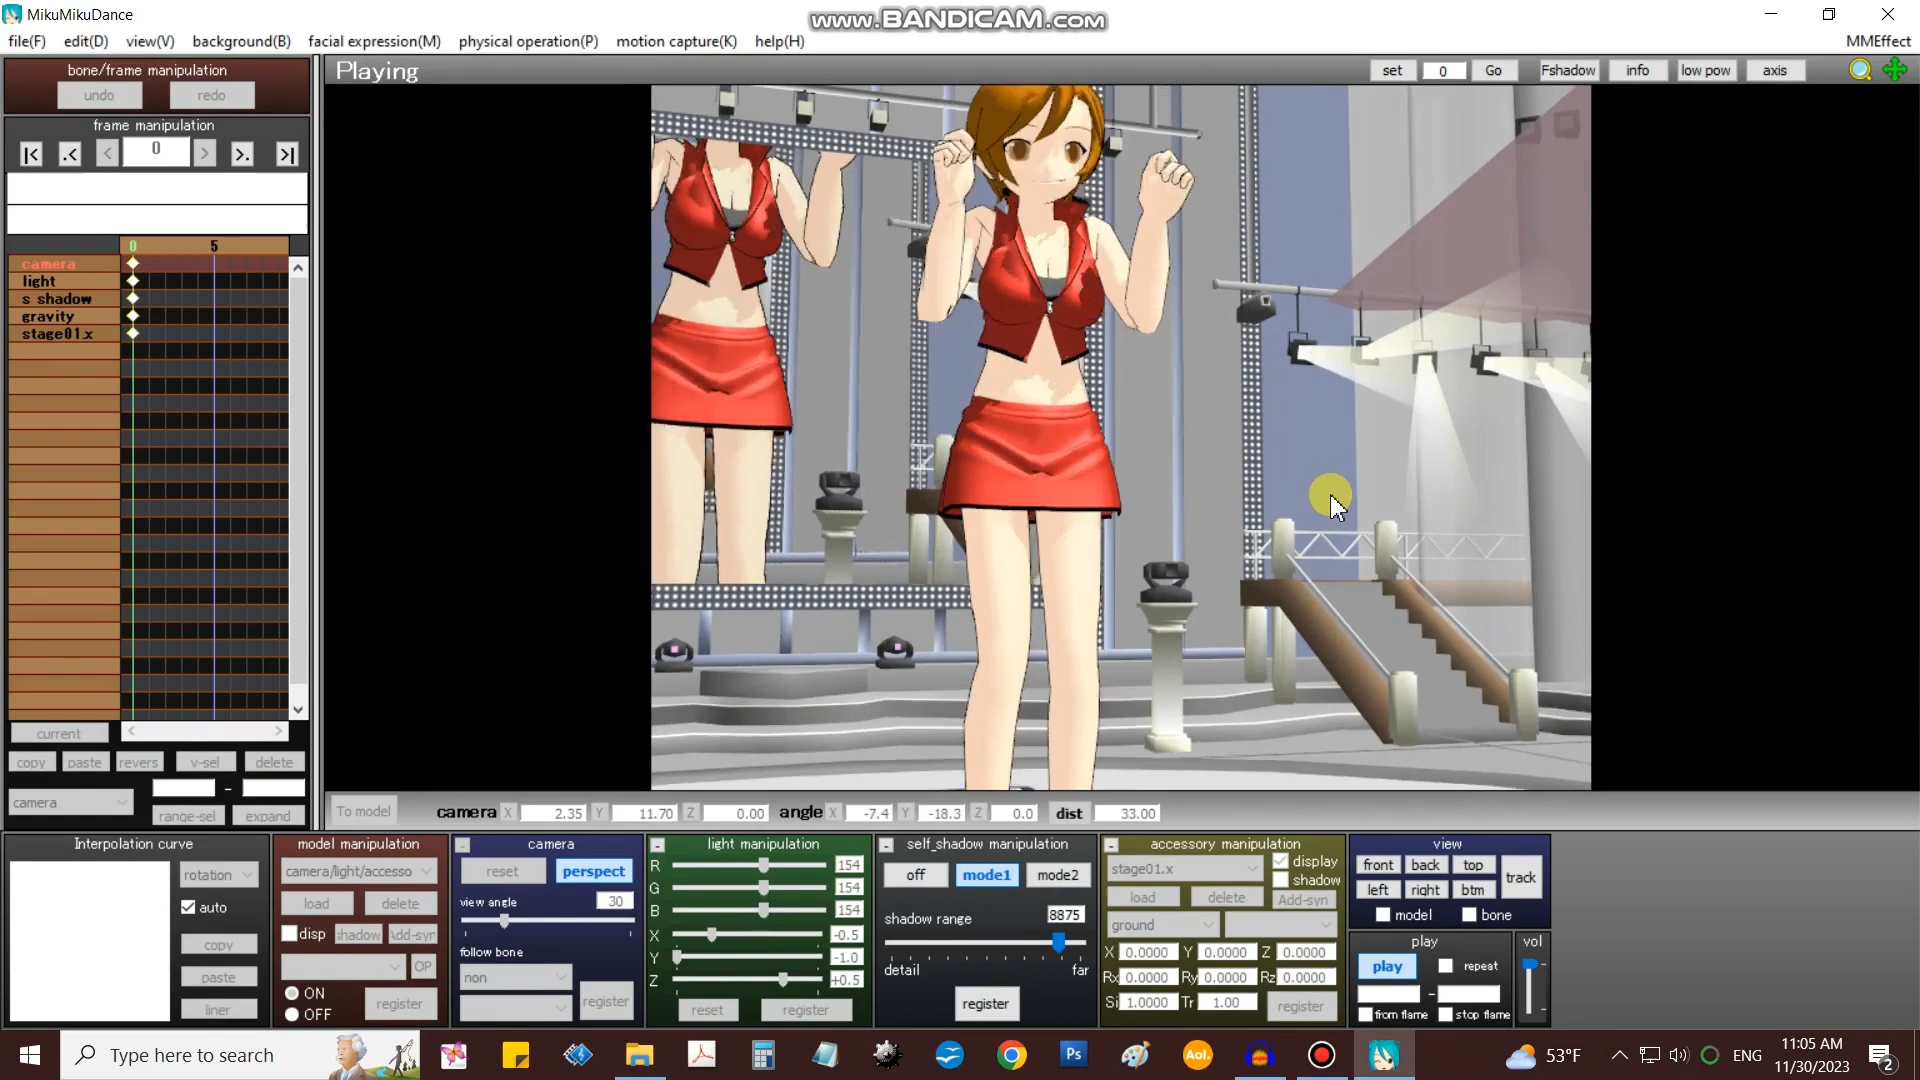 MikuMikuDance
www.BANDICAM.com
file(F) edit(D) view(V) background(B) facial expression(M) physical operation(P) motion capture(K) help(H) MMEffect
bone/frame manipulation
undo redo
Playing
set 0 Go Fshadow info low pow axis
frame manipulation
|< .< < 0 > >. >|
0 5
camera
light
s shadow
gravity
stage01.x
current
copy paste revers v-sel delete
camera -
range-sel expand
To model camera X 2.35 Y 11.70 Z 0.00 angle X -7.4 Y -18.3 Z 0.0 dist 33.00
Interpolation curve
rotation
auto
copy
paste
liner
model manipulation
camera/light/accesso
load delete
disp shadow Add-syn
OP
ON
OFF
register
- camera
reset perspect
view angle 30
follow bone
non
register
- light manipulation
R 154
G 154
B 154
X -0.5
Y -1.0
Z +0.5
reset register
- self_shadow manipulation
off mode1 mode2
shadow range 8875
detail far
register
- accessory manipulation
stage01.x display
shadow
load delete Add-syn
ground
X 0.0000 Y 0.0000 Z 0.0000
Rx 0.0000 Ry 0.0000 Rz 0.0000
Si 1.0000 Tr 1.00 register
view
front back top
left right btm
track
model bone
play
play repeat
-
from flame stop flame
vol
Type here to search
Ps
Aol.
53°F
ENG
11:05 AM
11/30/2023
2